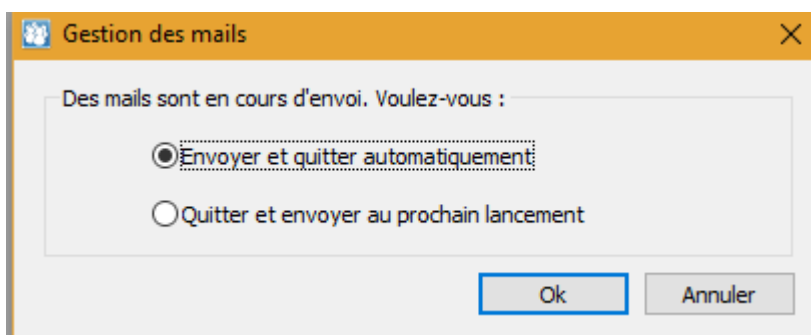 Gestion des mails
Des mails sont en cours d'envoi. Voulez-vous :
Envoyer et quitter automatiquement
Quitter et envoyer au prochain lancement
Ok Annuler